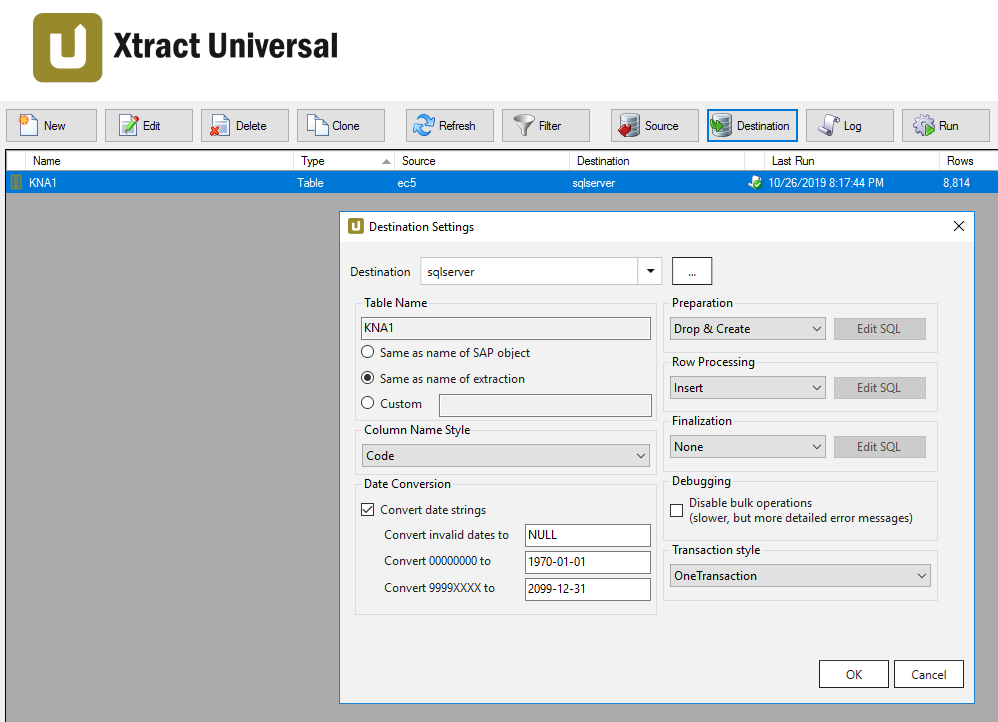 Xtract Universal
New Edit Delete Clone Refresh Filter Source Destination Log Run
Name Type Source Destination Last Run Rows
KNA1 Table ec5 sqlserver 10/26/2019 8:17:44 PM 8,814
Destination Settings
Destination sqlserver ...
Table Name
KNA1
Same as name of SAP object
Same as name of extraction
Custom
Column Name Style
Code
Date Conversion
Convert date strings
Convert invalid dates to NULL
Convert 00000000 to 1970-01-01
Convert 9999XXXX to 2099-12-31
Preparation
Drop & Create Edit SQL
Row Processing
Insert Edit SQL
Finalization
None Edit SQL
Debugging
Disable bulk operations
(slower, but more detailed error messages)
Transaction style
OneTransaction
OK Cancel